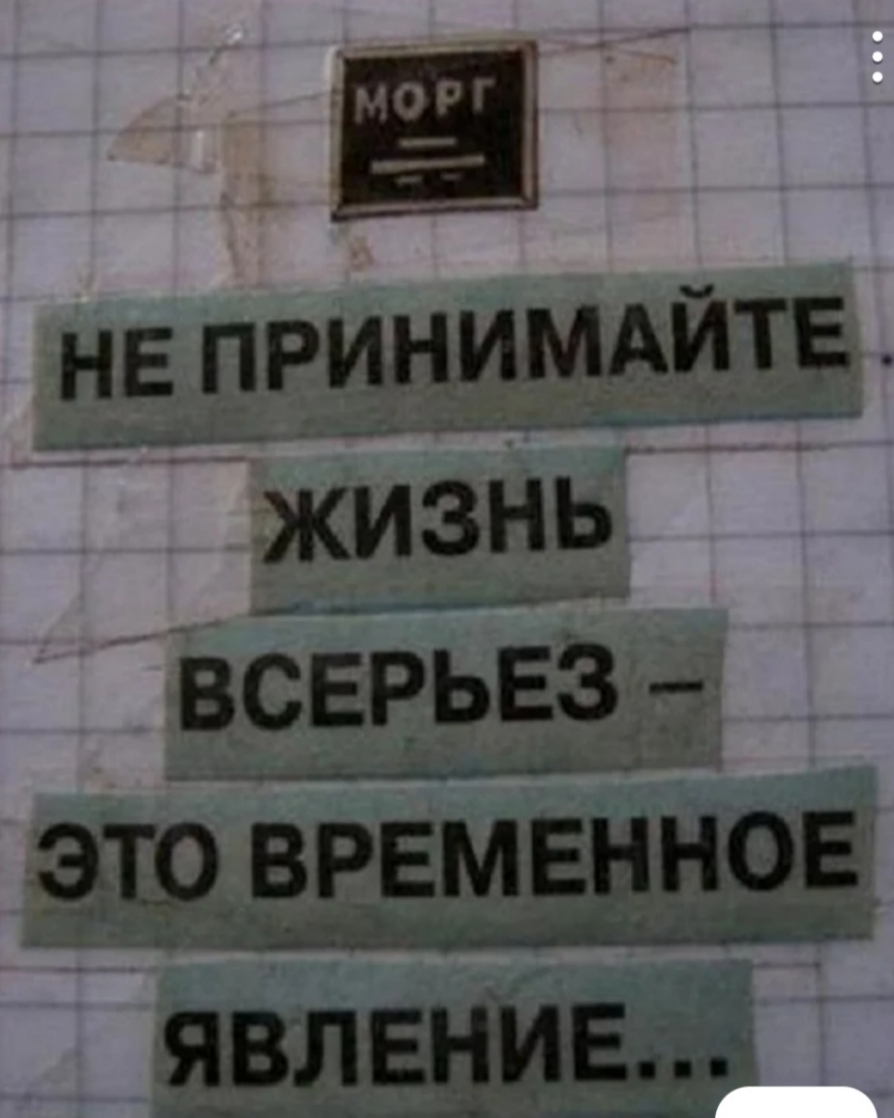 МОРГ
НЕ ПРИНИМАЙТЕ
ЖИЗНЬ
ВСЕРЬЕЗ –
ЭТО ВРЕМЕННОЕ
ЯВЛЕНИЕ...